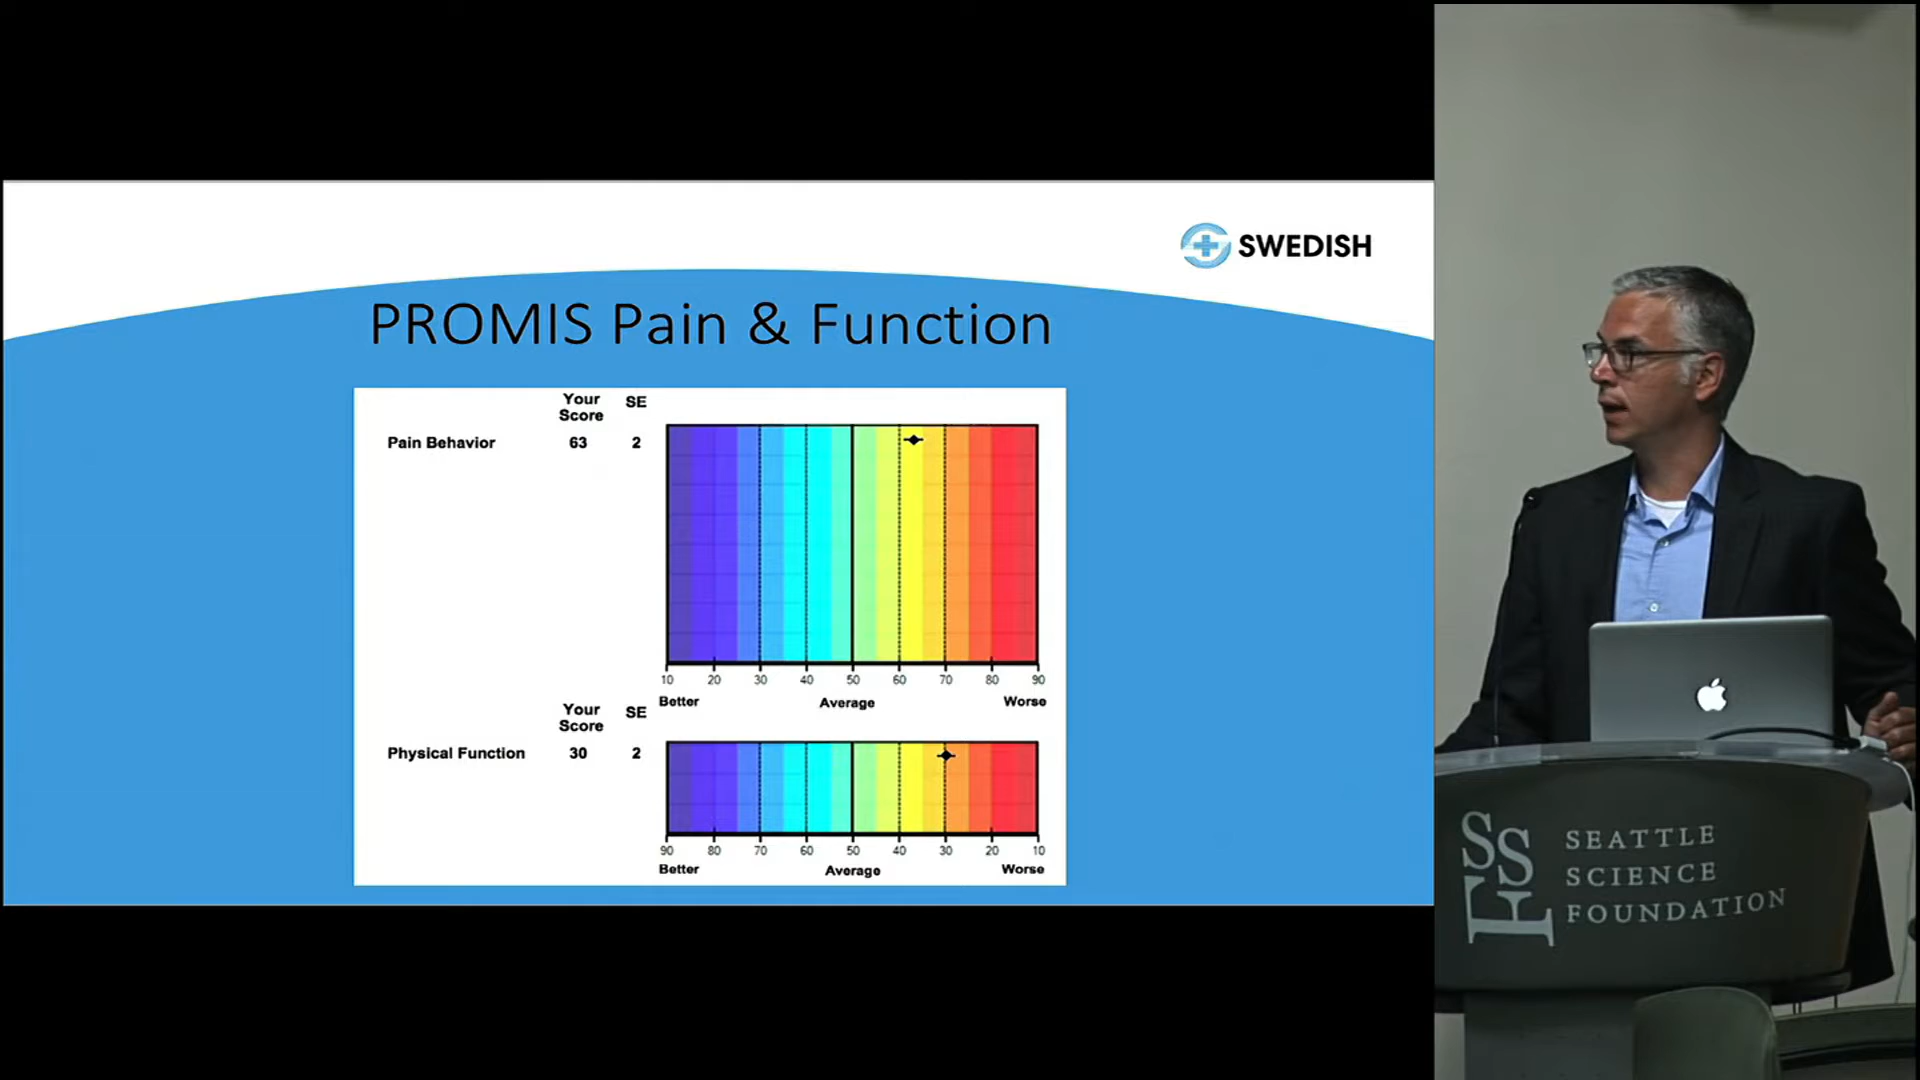 SWEDISH
PROMIS Pain & Function
Your Score SE
Pain Behavior 63 2
10 20 30 40 50 60 70 80 90
Better Average Worse
Your Score SE
Physical Function 30 2
90 80 70 60 50 40 30 20 10
Better Average Worse
SSF
SEATTLE
SCIENCE
FOUNDATION